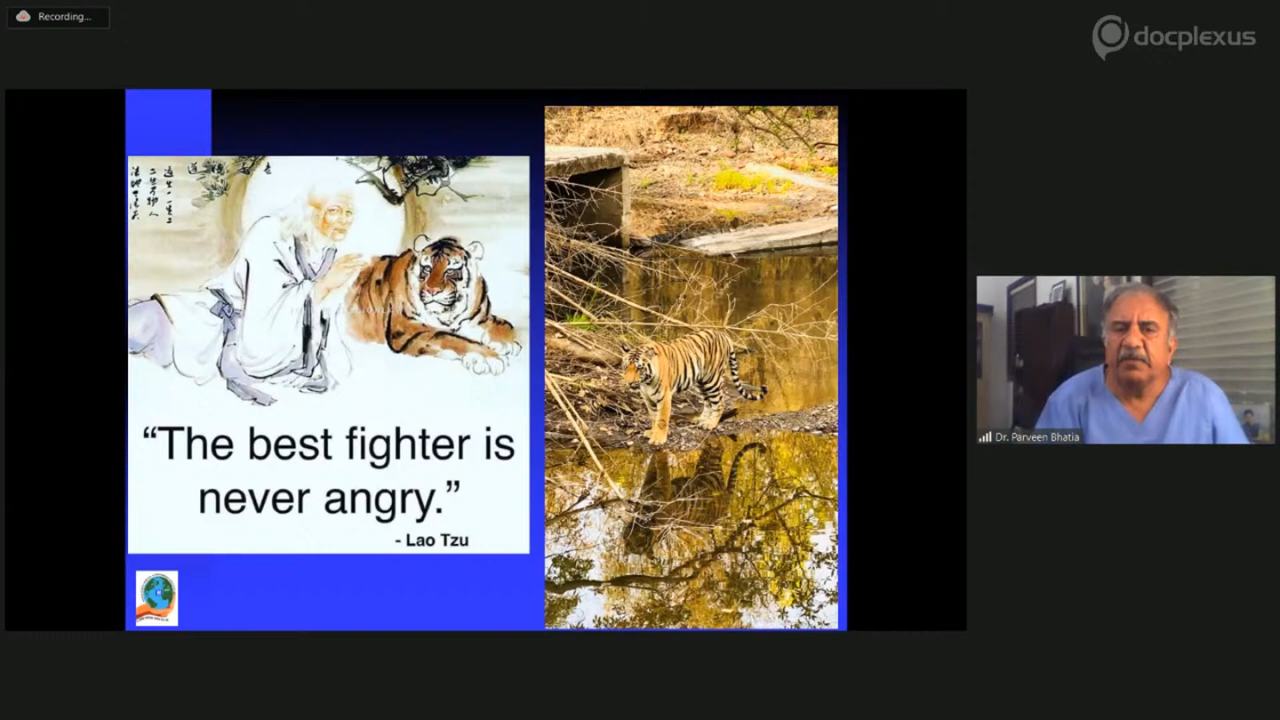 Recording...
docplexus
“The best fighter is
never angry.”
- Lao Tzu
Dr. Parveen Bhatia